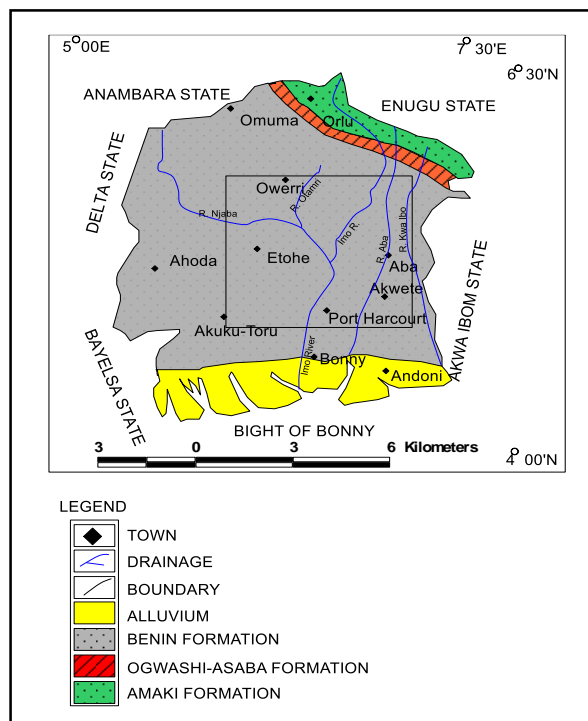 5°00E
7°30'E
6°30'N
ANAMBARA STATE
ENUGU STATE
Omuma
Orlu
DELTA STATE
Owerri
R. Otamri
R. Njaba
Imo R.
R. Aba
R. Kwa Ibo
Etohe
Aba
Ahoda
Akwete
AKWA IBOM STATE
Akuku-Toru
Port Harcourt
BAYELSA STATE
Imo River
Bonny
Andoni
BIGHT OF BONNY
3 0 3 6 Kilometers
4°00'N
LEGEND
TOWN
DRAINAGE
BOUNDARY
ALLUVIUM
BENIN FORMATION
OGWASHI-ASABA FORMATION
AMAKI FORMATION